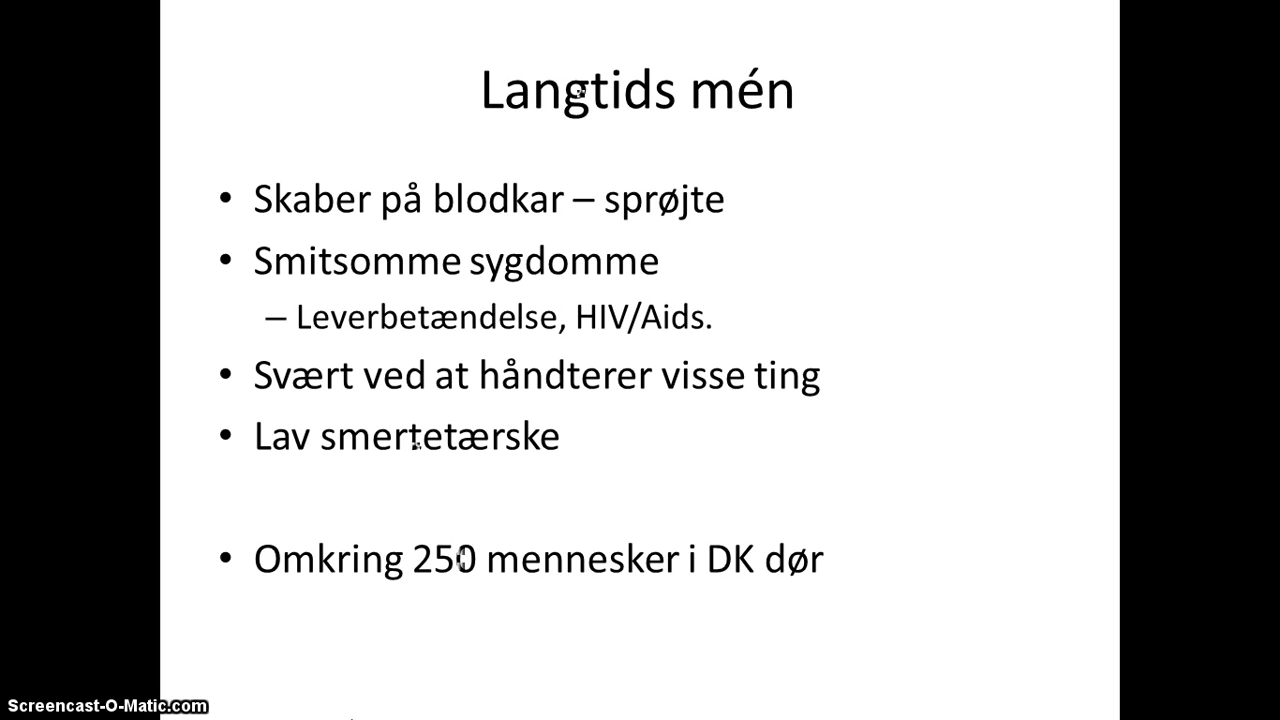 Langtids mén
• Skaber på blodkar – sprøjte
• Smitsomme sygdomme
– Leverbetændelse, HIV/Aids.
• Svært ved at håndterer visse ting
• Lav smertetærske
• Omkring 250 mennesker i DK dør
Screencast-O-Matic.com